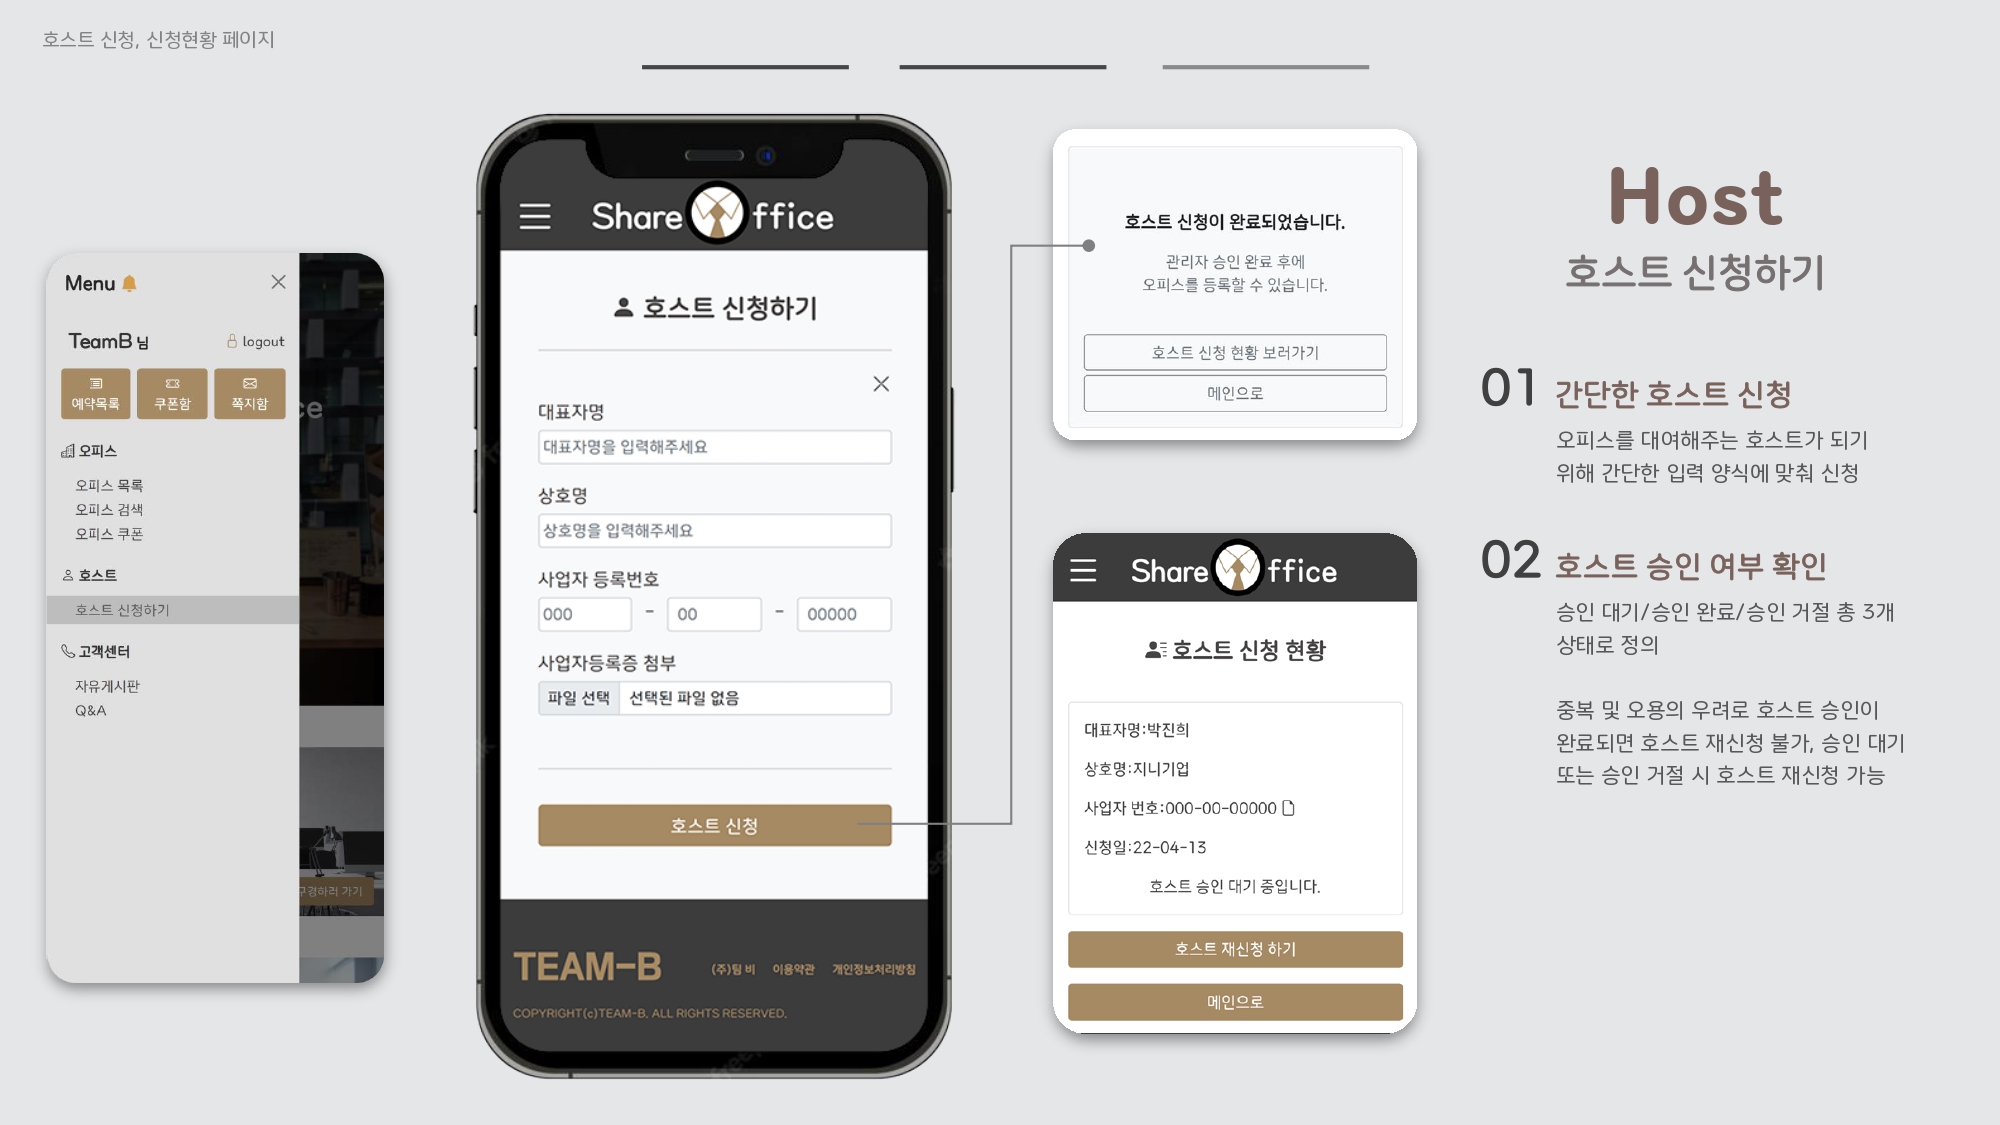 호스트 신청, 신청현황 페이지
Menu
TeamB 님
logout
예약목록
쿠폰함
쪽지함
오피스
오피스 목록
오피스 검색
오피스 쿠폰
호스트
호스트 신청하기
고객센터
자유게시판
Q&A
ce
구경하러 가기
Share ffice
호스트 신청하기
대표자명
대표자명을 입력해주세요
상호명
상호명을 입력해주세요
사업자 등록번호
000 - 00 - 00000
사업자등록증 첨부
파일 선택 선택된 파일 없음
호스트 신청
TEAM-B
(주)팀 비 이용약관 개인정보처리방침
COPYRIGHT(c)TEAM-B. ALL RIGHTS RESERVED.
호스트 신청이 완료되었습니다.
관리자 승인 완료 후에
오피스를 등록할 수 있습니다.
호스트 신청 현황 보러가기
메인으로
Share ffice
호스트 신청 현황
대표자명:박진희
상호명:지니기업
사업자 번호:000-00-00000
신청일:22-04-13
호스트 승인 대기 중입니다.
호스트 재신청 하기
메인으로
Host
호스트 신청하기
01 간단한 호스트 신청
오피스를 대여해주는 호스트가 되기
위해 간단한 입력 양식에 맞춰 신청
02 호스트 승인 여부 확인
승인 대기/승인 완료/승인 거절 총 3개
상태로 정의
중복 및 오용의 우려로 호스트 승인이
완료되면 호스트 재신청 불가, 승인 대기
또는 승인 거절 시 호스트 재신청 가능